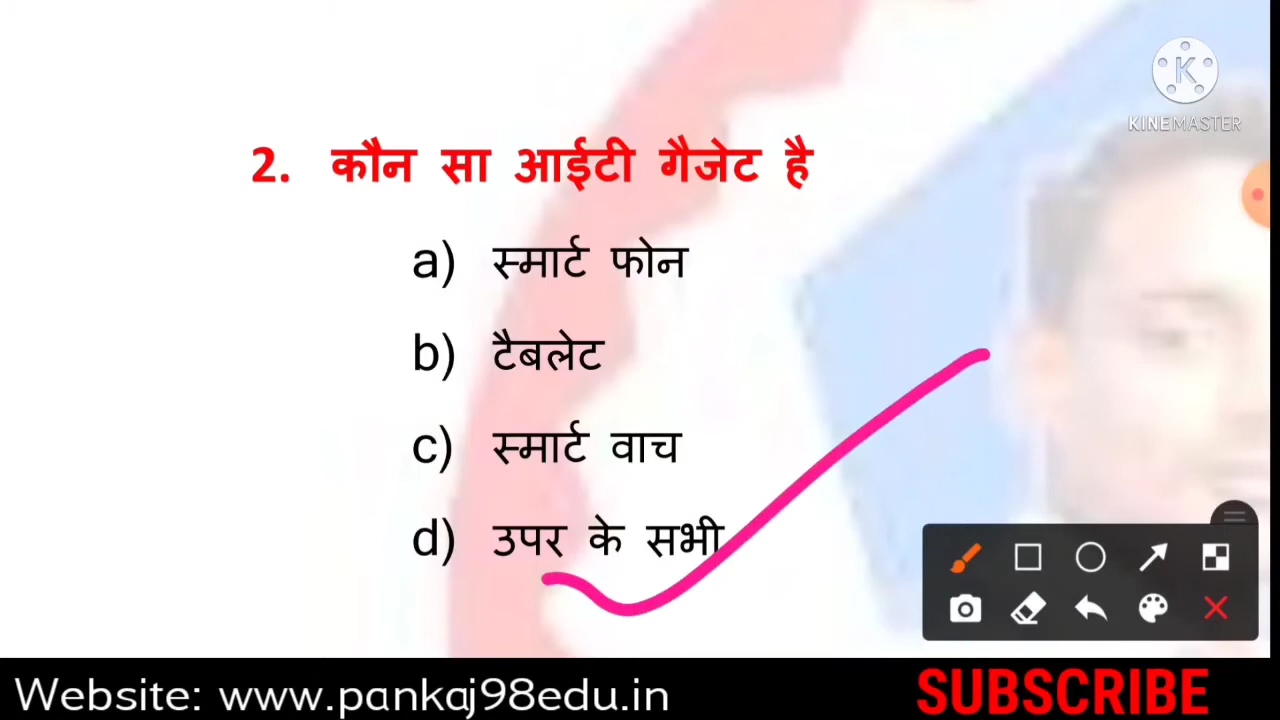 KINEMASTER
2. कौन सा आईटी गैजेट है
a) स्मार्ट फोन
b) टैबलेट
c) स्मार्ट वाच
d) उपर के सभी
Website: www.pankaj98edu.in
SUBSCRIBE